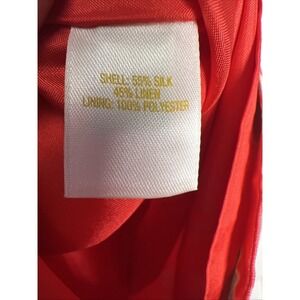 SHELL: 55% SILK
45% LINEN
LINING: 100% POLYESTER